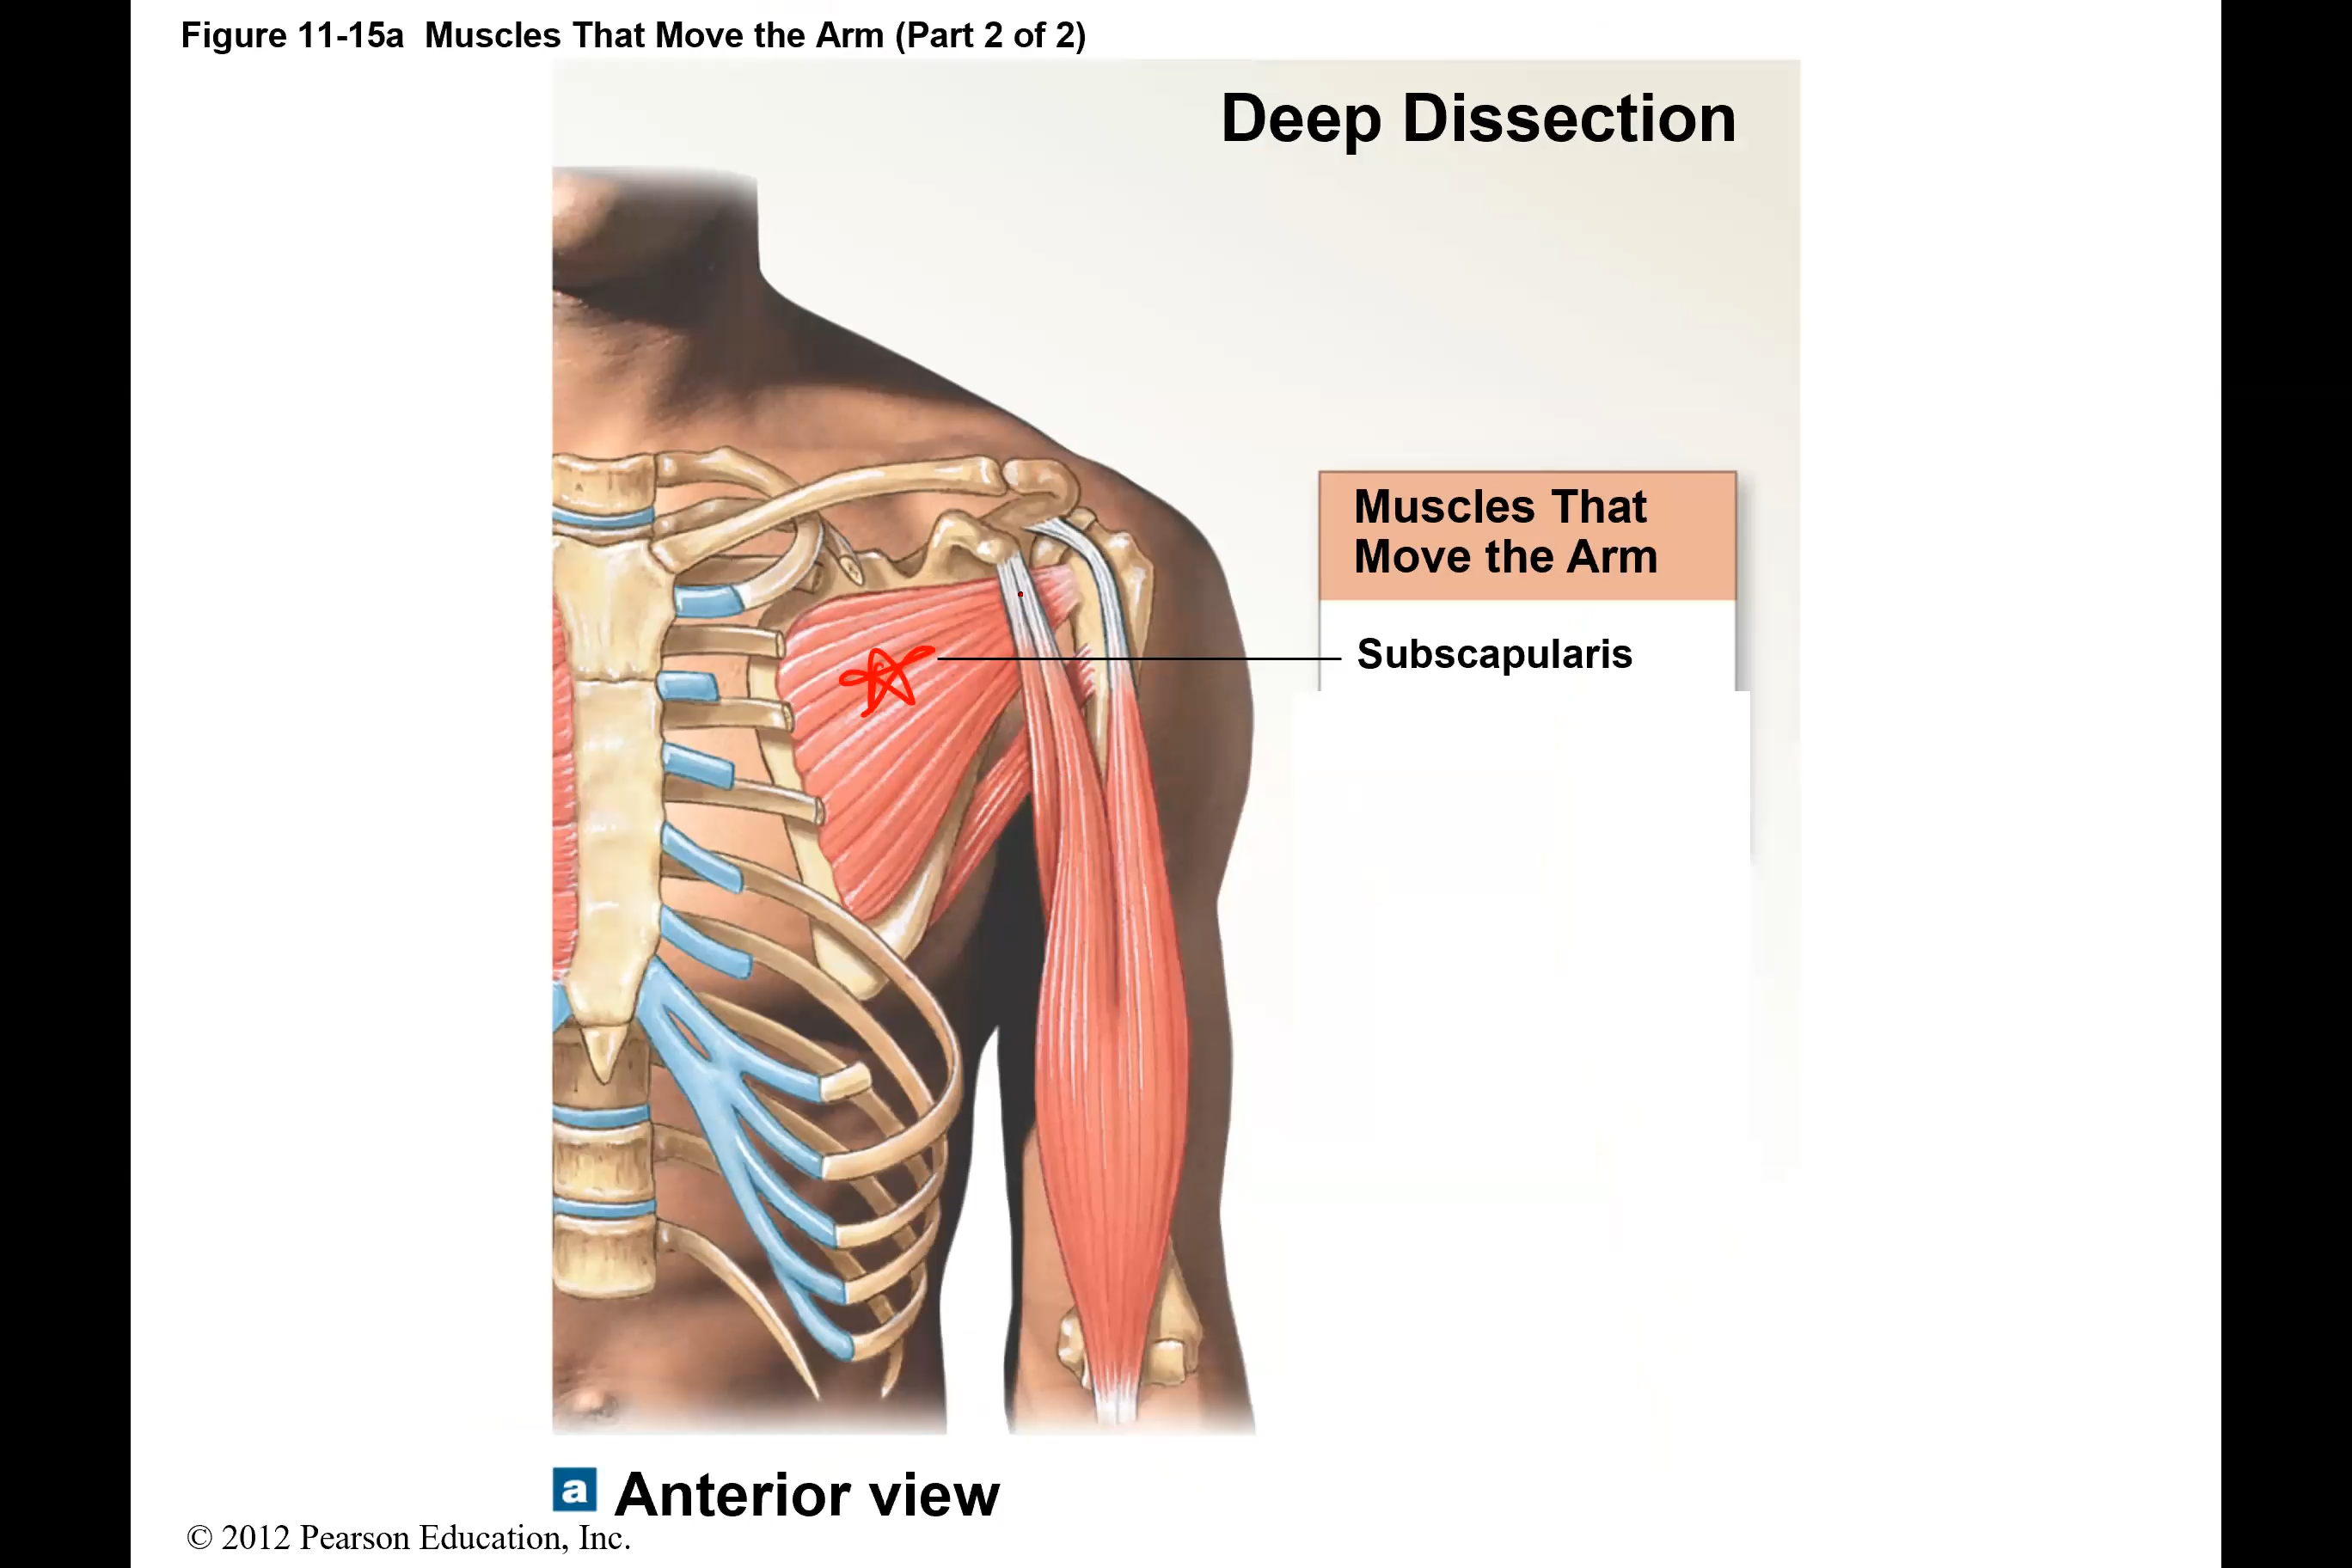 Figure 11-15a  Muscles That Move the Arm (Part 2 of 2)
Deep Dissection
Muscles That
Move the Arm
Subscapularis
a Anterior view
© 2012 Pearson Education, Inc.